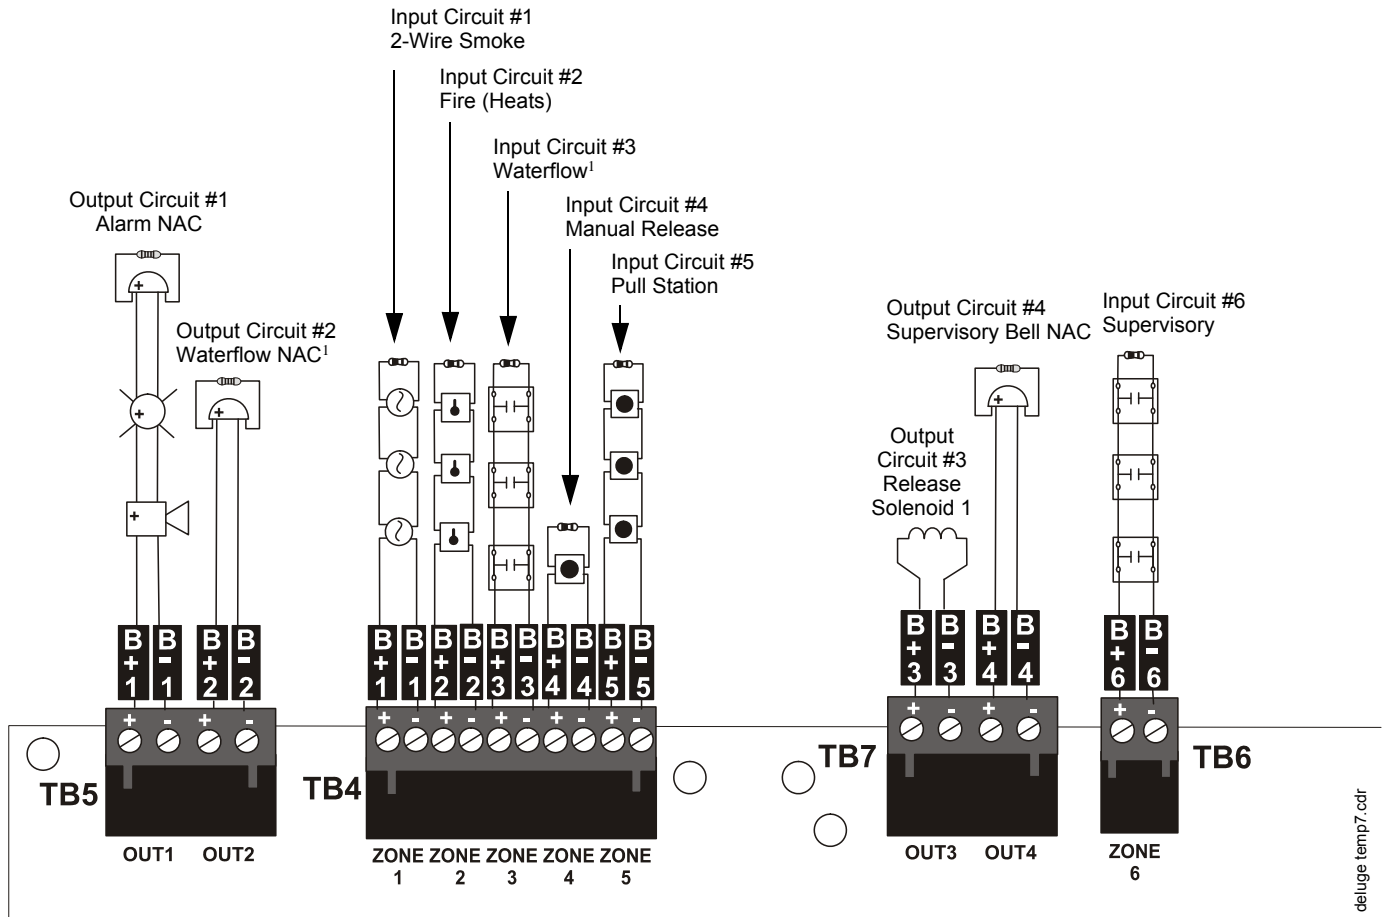 Input Circuit #1
2-Wire Smoke
Input Circuit #2
Fire (Heats)
Input Circuit #3
Waterflow¹
Input Circuit #4
Manual Release
Input Circuit #5
Pull Station
Output Circuit #1
Alarm NAC
Output Circuit #2
Waterflow NAC¹
Output Circuit #4
Supervisory Bell NAC
Input Circuit #6
Supervisory
Output
Circuit #3
Release
Solenoid 1
+
+
+
+
+
B+1
B-1
B+2
B-2
B+1
B-1
B+2
B-2
B+3
B-3
B+4
B-4
B+5
B-5
B+3
B-3
B+4
B-4
B+6
B-6
+ - + -
+ - + - + - + - + -
+ - + -
+ -
TB5
TB4
TB7
TB6
OUT1 OUT2
ZONE 1
ZONE 2
ZONE 3
ZONE 4
ZONE 5
OUT3 OUT4
ZONE 6
deluge temp7.cdr